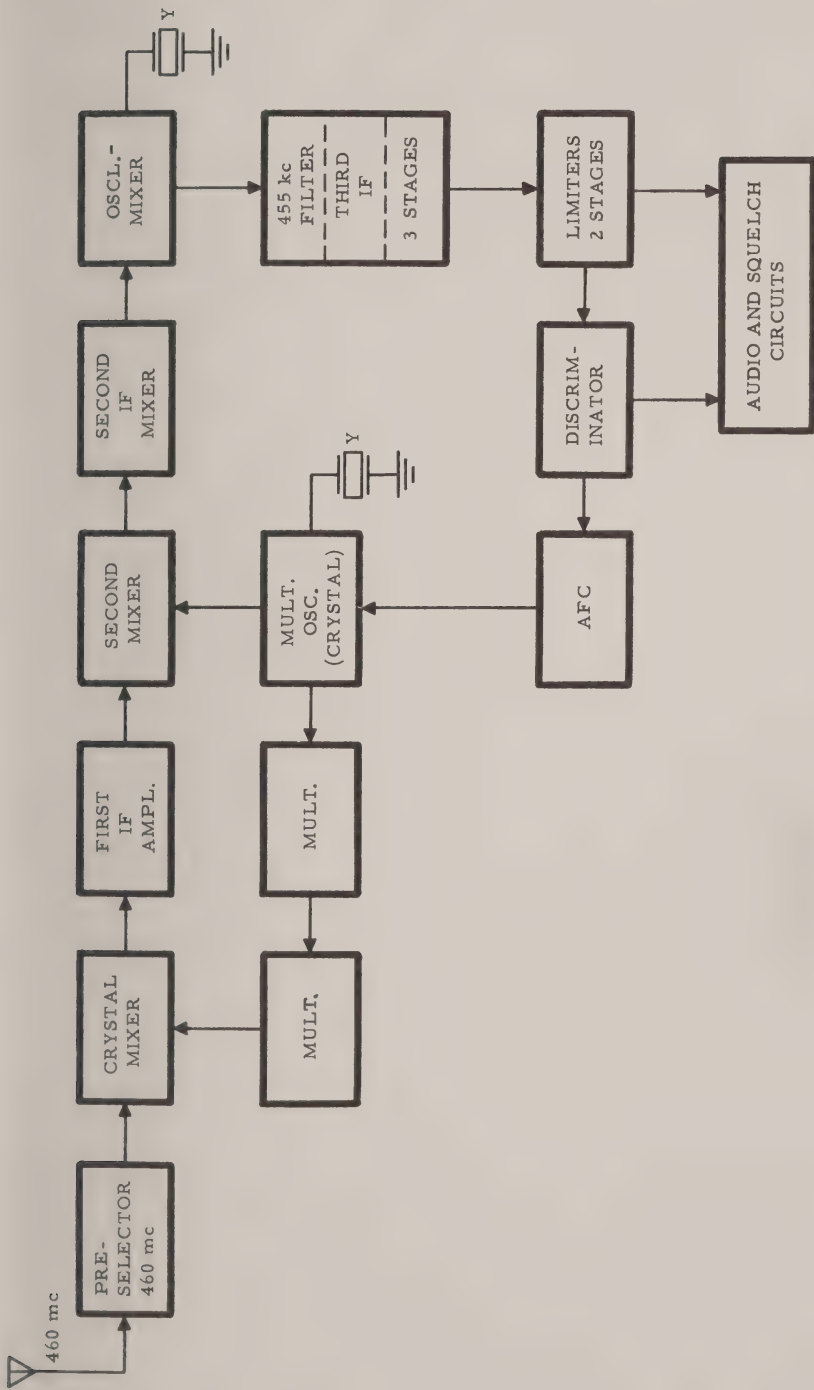 460 mc
PRE-
SELECTOR
460 mc
CRYSTAL
MIXER
FIRST
IF
AMPL.
SECOND
MIXER
SECOND
IF
MIXER
OSCL.-
MIXER
Y
MULT.
MULT.
MULT.
OSC.
(CRYSTAL)
Y
455 kc
FILTER
THIRD
IF
3 STAGES
AFC
DISCRIM-
INATOR
LIMITERS
2 STAGES
AUDIO AND SQUELCH
CIRCUITS